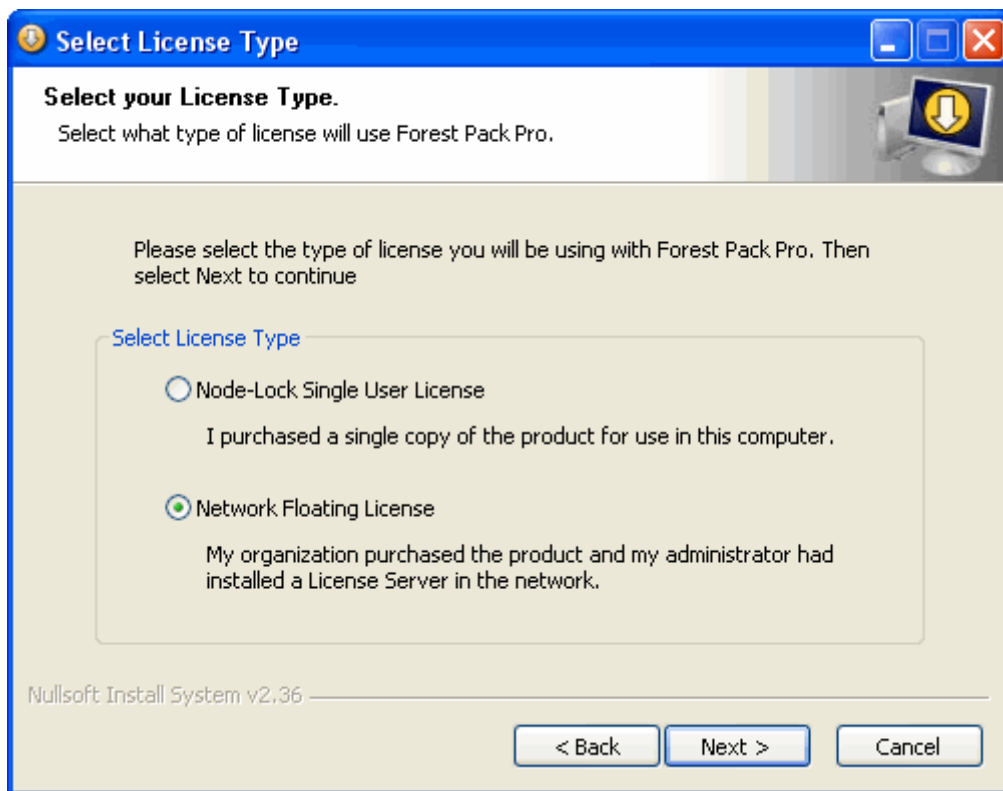 Select License Type
Select your License Type.
Select what type of license will use Forest Pack Pro.
Please select the type of license you will be using with Forest Pack Pro. Then
select Next to continue
Select License Type
Node-Lock Single User License
I purchased a single copy of the product for use in this computer.
Network Floating License
My organization purchased the product and my administrator had
installed a License Server in the network.
Nullsoft Install System v2.36
< Back Next > Cancel